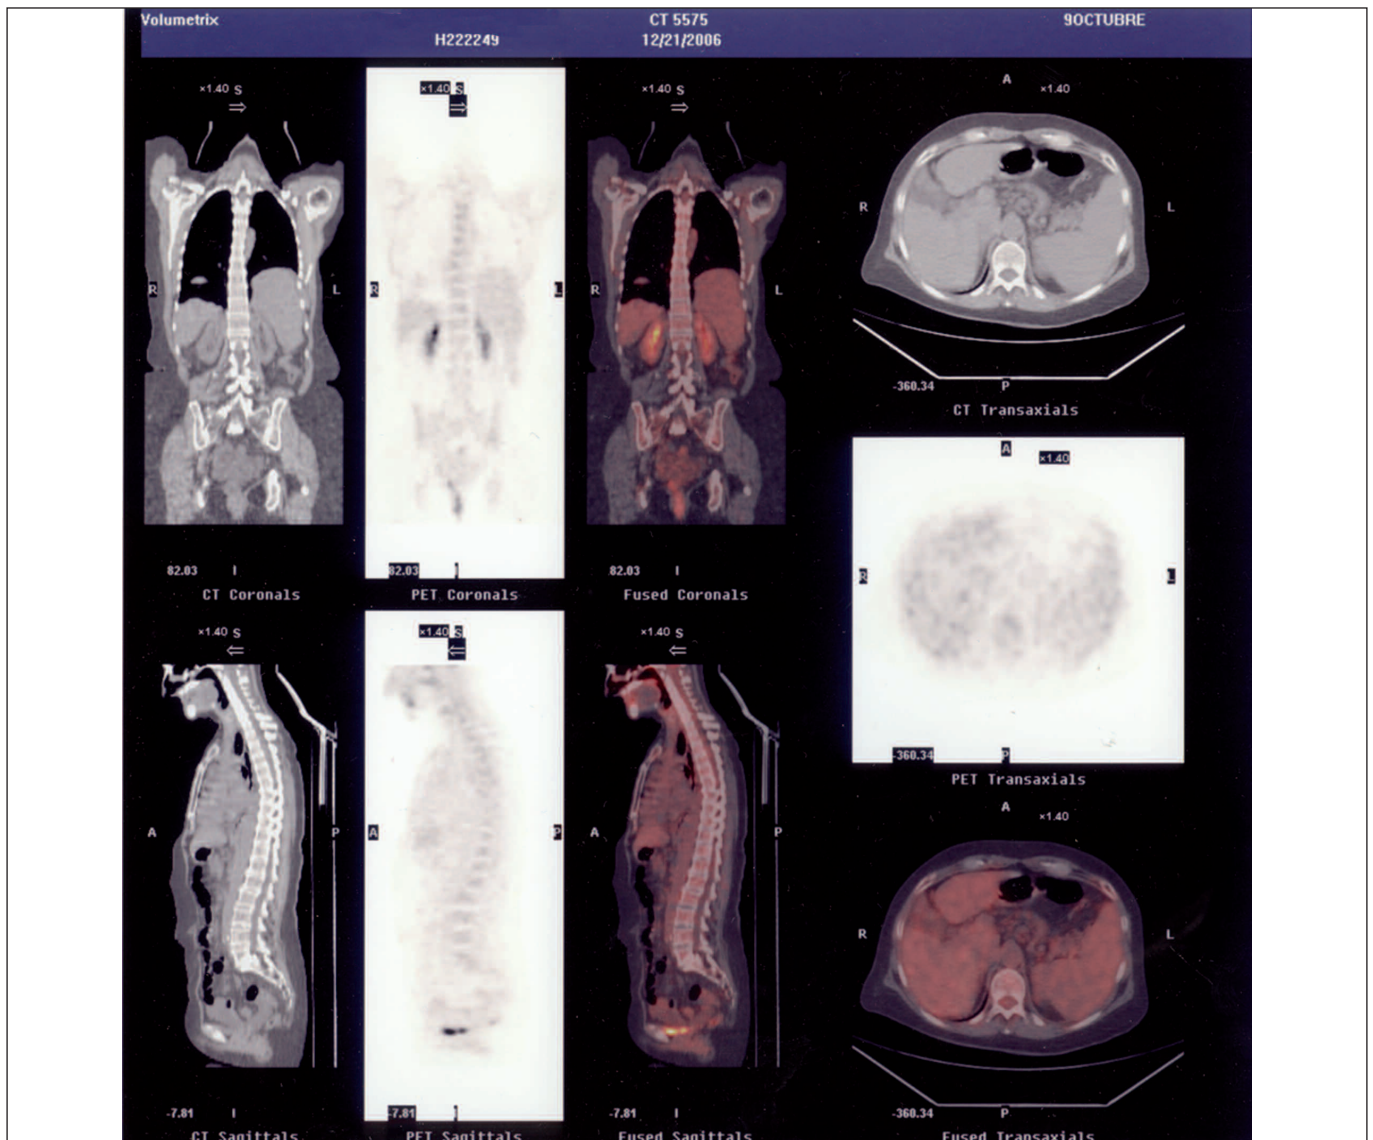 Volumetrix CT 5575 9OCTUBRE
H222249 12/21/2006
×1.40 S
×1.40 S
×1.40 S
A
×1.40
R
L
R
L
R
L
R
L
-360.34
P
CT Transaxials
A
×1.40
82.03 I
82.03 I
82.03 I
CT Coronals
PET Coronals
Fused Coronals
R
L
×1.40 S
×1.40 S
×1.40 S
-360.34
P
PET Transaxials
A
×1.40
A
P
A
P
A
P
R
L
-7.81 I
-7.81 I
-7.81 I
-360.34
P
CT Sagittals
PET Sagittals
Fused Sagittals
Fused Transaxials